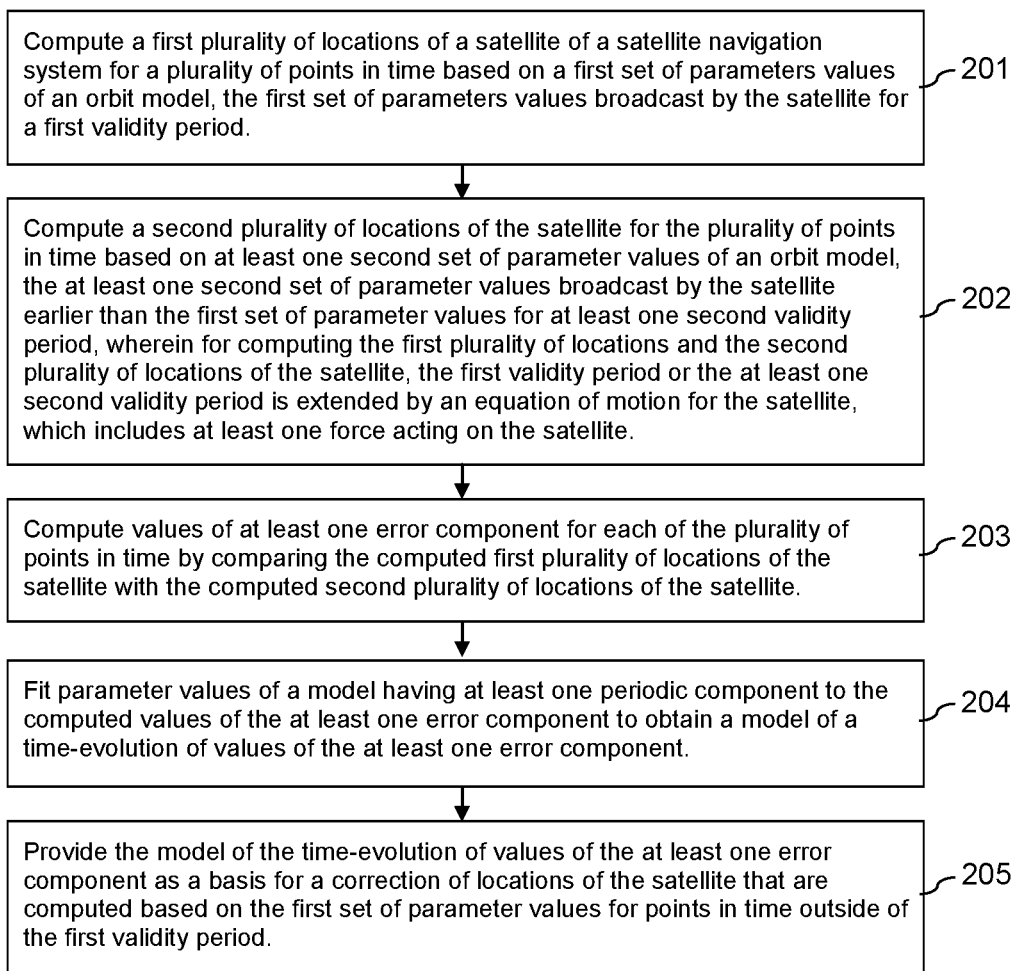 Compute a first plurality of locations of a satellite of a satellite navigation
system for a plurality of points in time based on a first set of parameters values
of an orbit model, the first set of parameters values broadcast by the satellite for
a first validity period.
201
Compute a second plurality of locations of the satellite for the plurality of points
in time based on at least one second set of parameter values of an orbit model,
the at least one second set of parameter values broadcast by the satellite
earlier than the first set of parameter values for at least one second validity
period, wherein for computing the first plurality of locations and the second
plurality of locations of the satellite, the first validity period or the at least one
second validity period is extended by an equation of motion for the satellite,
which includes at least one force acting on the satellite.
202
Compute values of at least one error component for each of the plurality of
points in time by comparing the computed first plurality of locations of the
satellite with the computed second plurality of locations of the satellite.
203
Fit parameter values of a model having at least one periodic component to the
computed values of the at least one error component to obtain a model of a
time-evolution of values of the at least one error component.
204
Provide the model of the time-evolution of values of the at least one error
component as a basis for a correction of locations of the satellite that are
computed based on the first set of parameter values for points in time outside of
the first validity period.
205